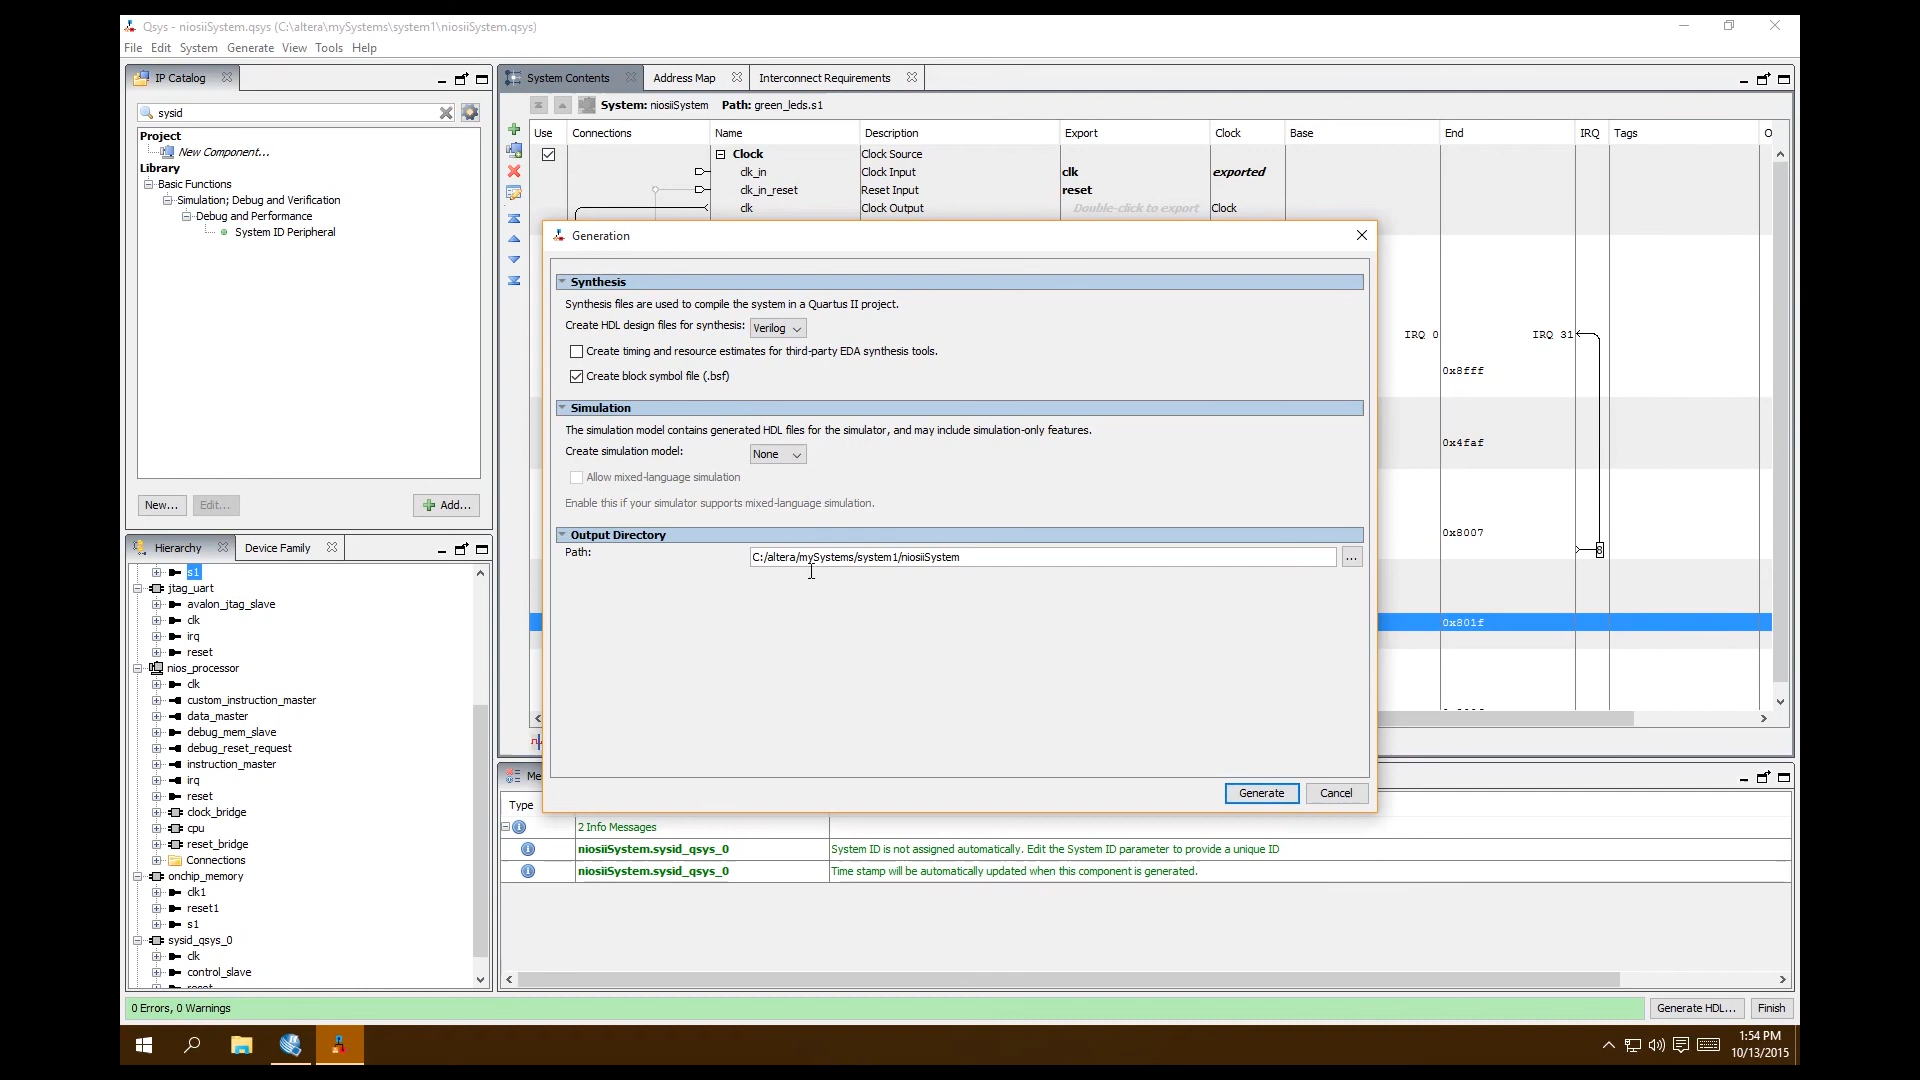 Qsys - niosiiSystem.qsys (C:\altera\mySystems\system1\niosiiSystem.qsys)
File Edit System Generate View Tools Help
IP Catalog
sysid
Project
New Component...
Library
Basic Functions
Simulation; Debug and Verification
Debug and Performance
System ID Peripheral
New... Edit... Add...
Hierarchy Device Family
s1
jtag_uart
avalon_jtag_slave
clk
irq
reset
nios_processor
clk
custom_instruction_master
data_master
debug_mem_slave
debug_reset_request
instruction_master
irq
reset
clock_bridge
cpu
reset_bridge
Connections
onchip_memory
clk1
reset1
s1
sysid_qsys_0
clk
control_slave
System Contents Address Map Interconnect Requirements
System: niosiiSystem Path: green_leds.s1
Use Connections Name Description Export Clock Base End IRQ Tags O
Clock Clock Source
clk_in Clock Input clk exported
clk_in_reset Reset Input reset
clk Clock Output Double-click to export Clock
IRQ 0 IRQ 31
0x8fff
0x4faf
0x8007
8
0x801f
Generation
Synthesis
Synthesis files are used to compile the system in a Quartus II project.
Create HDL design files for synthesis: Verilog
Create timing and resource estimates for third-party EDA synthesis tools.
Create block symbol file (.bsf)
Simulation
The simulation model contains generated HDL files for the simulator, and may include simulation-only features.
Create simulation model: None
Allow mixed-language simulation
Enable this if your simulator supports mixed-language simulation.
Output Directory
Path: C:/altera/mySystems/system1/niosiiSystem ...
Generate Cancel
Me
Type
2 Info Messages
niosiiSystem.sysid_qsys_0 System ID is not assigned automatically. Edit the System ID parameter to provide a unique ID
niosiiSystem.sysid_qsys_0 Time stamp will be automatically updated when this component is generated.
0 Errors, 0 Warnings
Generate HDL... Finish
1:54 PM
10/13/2015